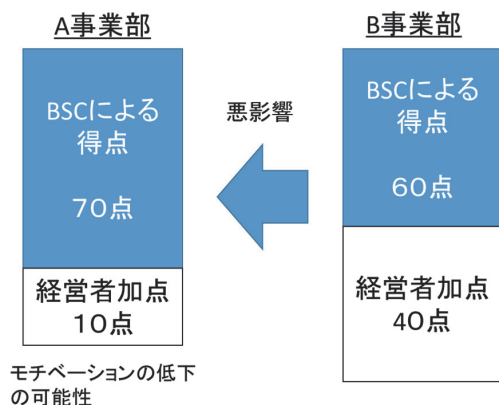 A事業部
BSCによる
得点
70点
経営者加点
10点
モチベーションの低下
の可能性
悪影響
B事業部
BSCによる
得点
60点
経営者加点
40点